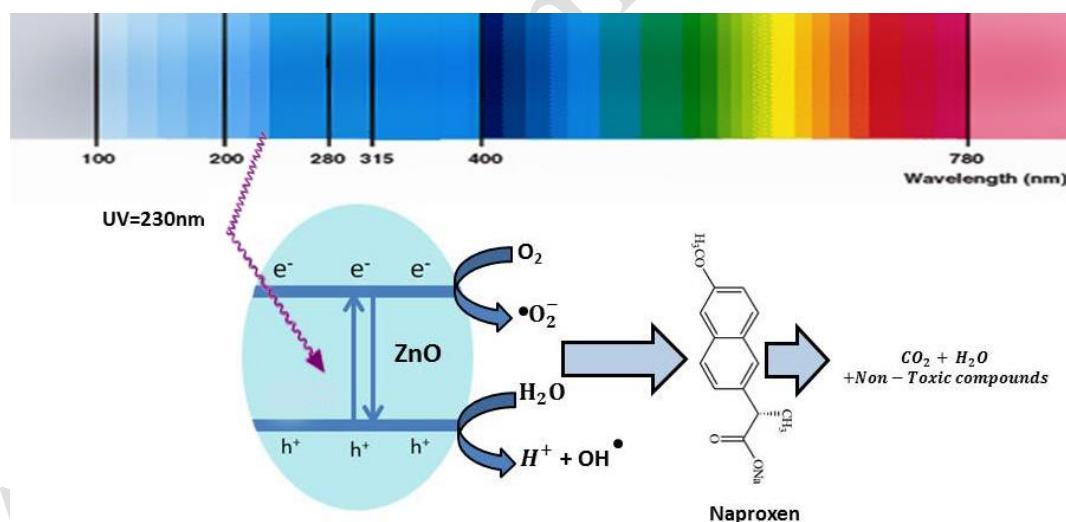 100 200 280 315 400 780
Wavelength (nm)
UV=230nm
e⁻ e⁻ e⁻
O₂
•O₂⁻
ZnO
H₂O
h⁺ h⁺ h⁺
H⁺ + OH•
H₃CO
CH₃
O
ONa
Naproxen
CO₂ + H₂O
+Non − Toxic compounds